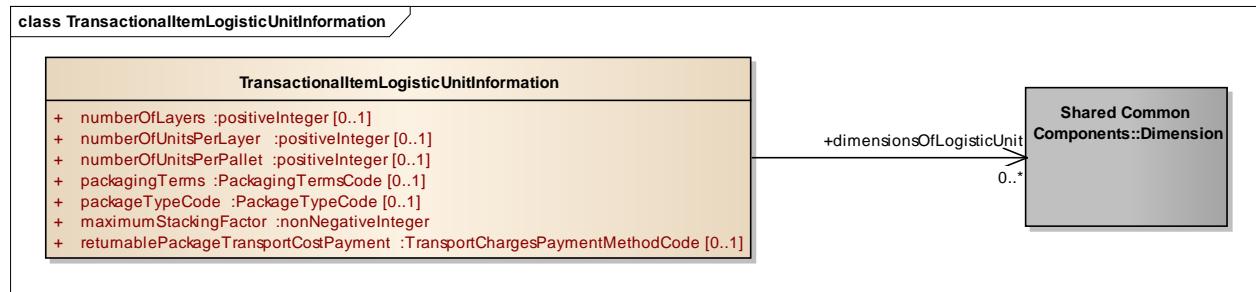 class TransactionalItemLogisticUnitInformation
TransactionalItemLogisticUnitInformation
+ numberOfLayers :positiveInteger [0..1]
+ numberOfUnitsPerLayer :positiveInteger [0..1]
+ numberOfUnitsPerPallet :positiveInteger [0..1]
+ packagingTerms :PackagingTermsCode [0..1]
+ packageTypeCode :PackageTypeCode [0..1]
+ maximumStackingFactor :nonNegativeInteger
+ returnablePackageTransportCostPayment :TransportChargesPaymentMethodCode [0..1]
+dimensionsOfLogisticUnit
0..*
Shared Common
Components::Dimension